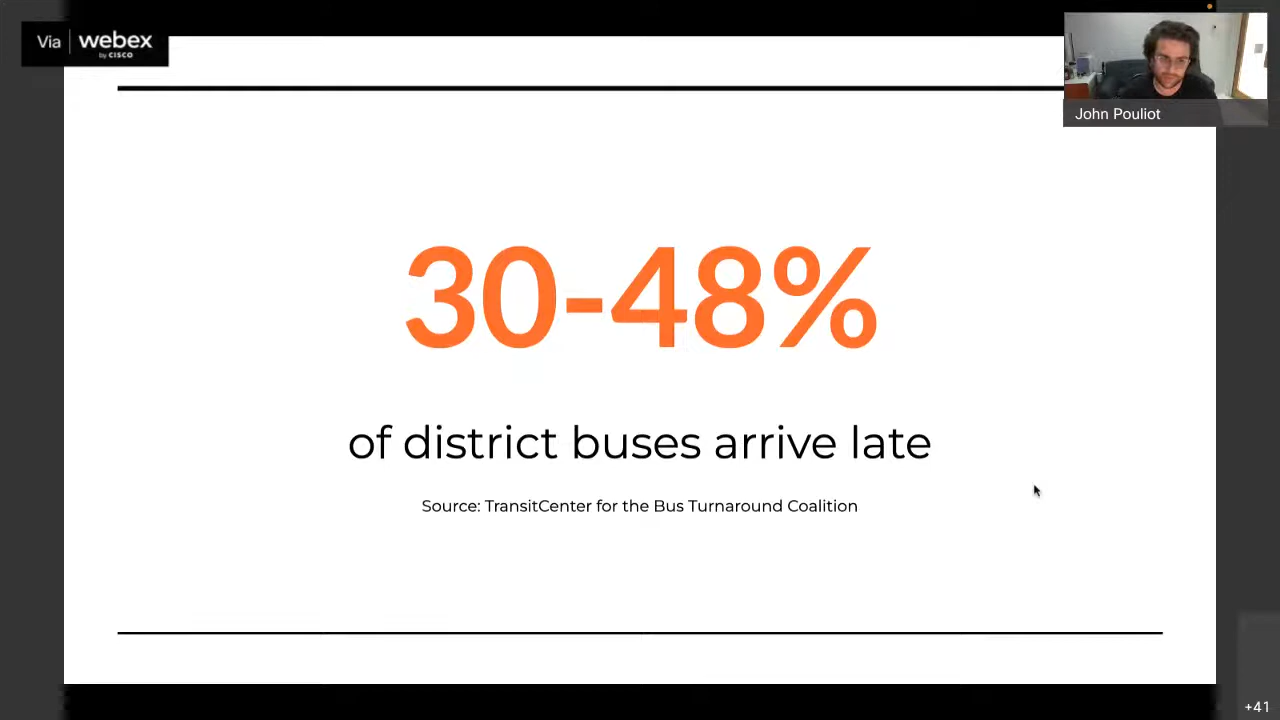 Via | webex
by CISCO
John Pouliot
30-48%
of district buses arrive late
Source: TransitCenter for the Bus Turnaround Coalition
+41